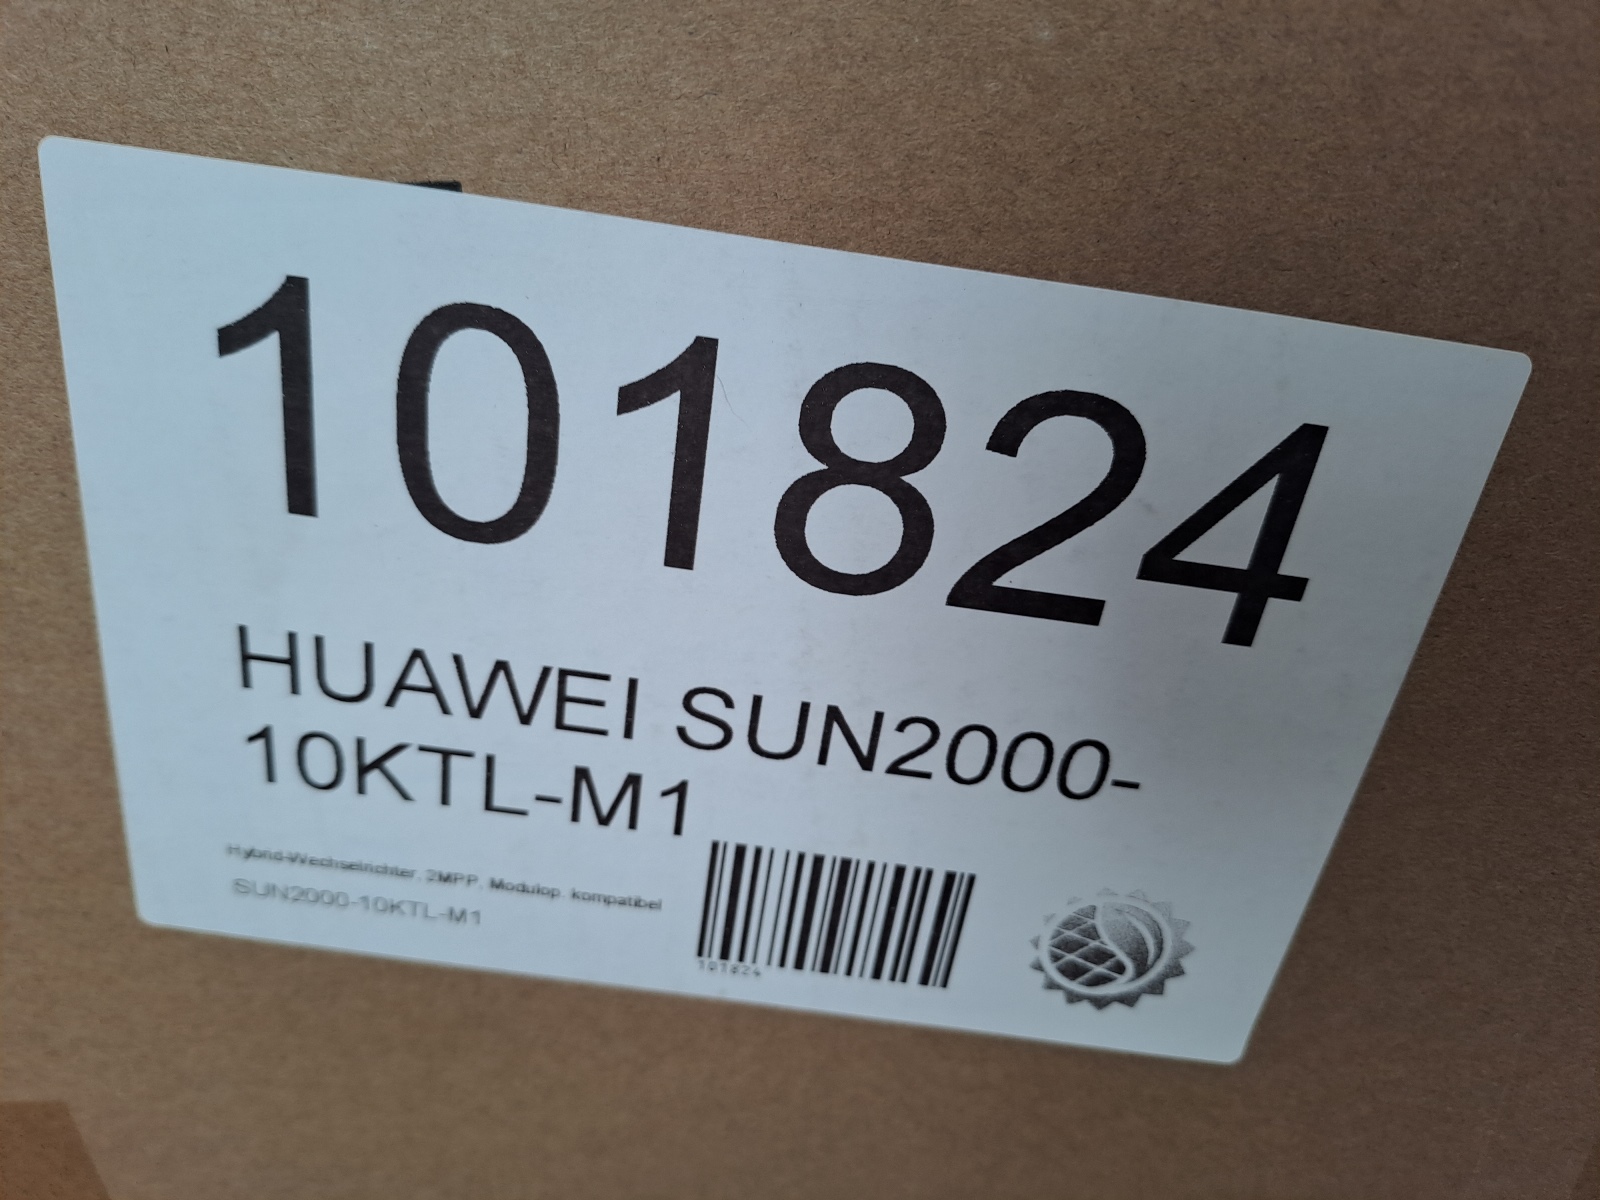 101824
HUAWEI SUN2000-
10KTL-M1
Hybrid-Wechselrichter, 2MPP, Modulop. kompatibel
SUN2000-10KTL-M1
101824